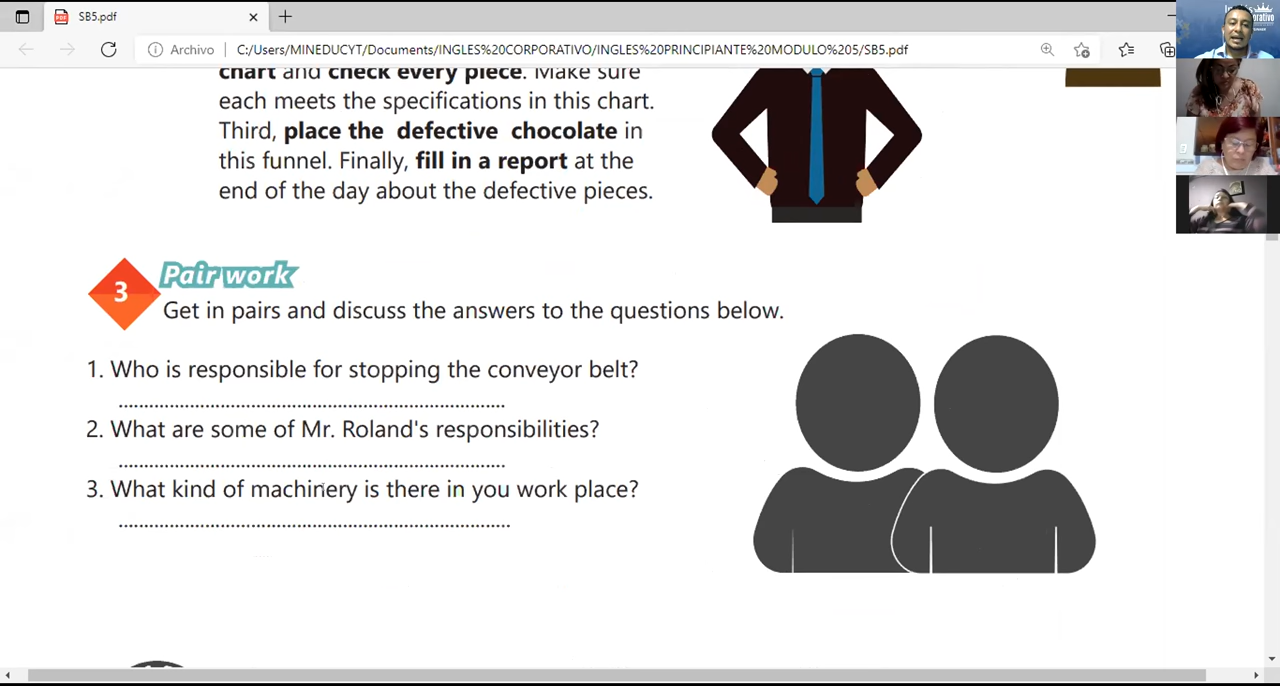 SB5.pdf
Archivo C:/Users/MINEDUCYT/Documents/INGLES%20CORPORATIVO/INGLES%20PRINCIPIANTE%20MODULO%205/SB5.pdf
chart and check every piece. Make sure
each meets the specifications in this chart.
Third, place the defective chocolate in
this funnel. Finally, fill in a report at the
end of the day about the defective pieces.
3 Pair work
Get in pairs and discuss the answers to the questions below.
1. Who is responsible for stopping the conveyor belt?
2. What are some of Mr. Roland's responsibilities?
3. What kind of machinery is there in you work place?